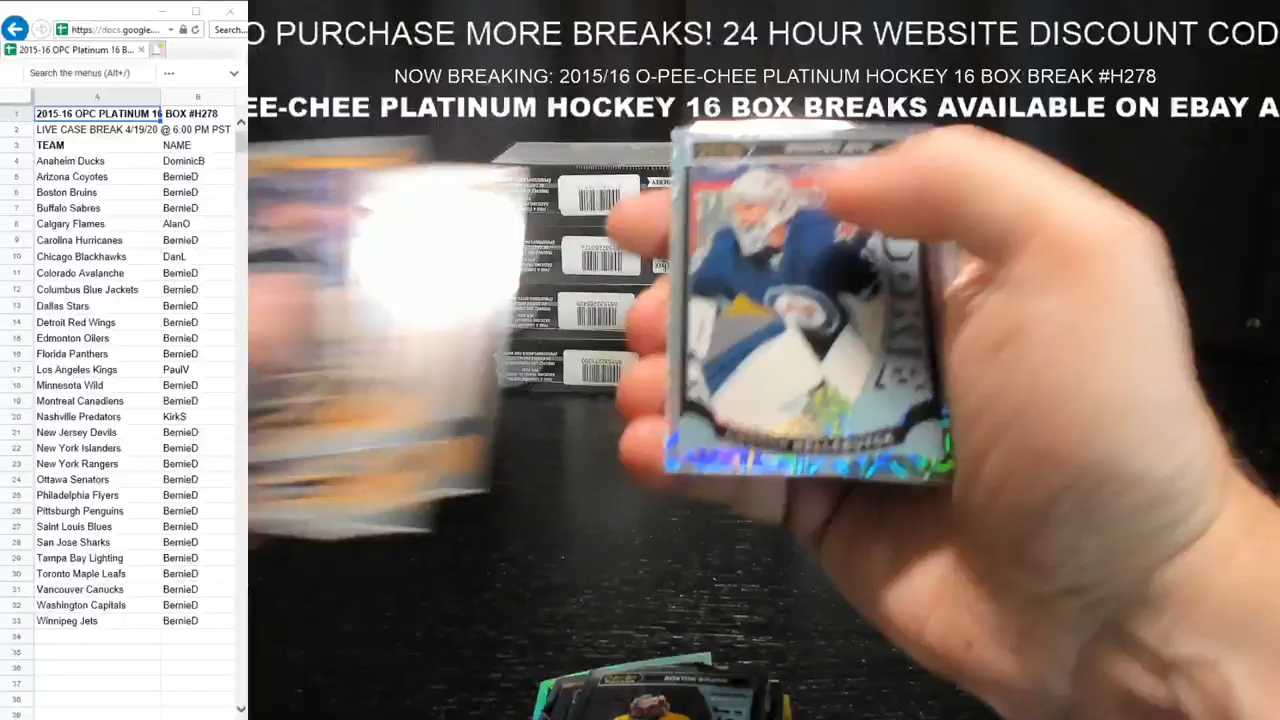 O PURCHASE MORE BREAKS! 24 HOUR WEBSITE DISCOUNT COD
NOW BREAKING: 2015/16 O-PEE-CHEE PLATINUM HOCKEY 16 BOX BREAK #H278
EE-CHEE PLATINUM HOCKEY 16 BOX BREAKS AVAILABLE ON EBAY A
https://docs.google....
Search...
2015-16 OPC Platinum 16 B...
Search the menus (Alt+/)
A B
1 2015-16 OPC PLATINUM 16 BOX #H278
2 LIVE CASE BREAK 4/19/20 @ 6.00 PM PST
3 TEAM NAME
4 Anaheim Ducks DominicB
5 Arizona Coyotes BernieD
6 Boston Bruins BernieD
7 Buffalo Sabres BernieD
8 Calgary Flames AlanO
9 Carolina Hurricanes BernieD
10 Chicago Blackhawks DanL
11 Colorado Avalanche BernieD
12 Columbus Blue Jackets BernieD
13 Dallas Stars BernieD
14 Detroit Red Wings BernieD
15 Edmonton Oilers BernieD
16 Florida Panthers BernieD
17 Los Angeles Kings PaulV
18 Minnesota Wild BernieD
19 Montreal Canadiens BernieD
20 Nashville Predators KirkS
21 New Jersey Devils BernieD
22 New York Islanders BernieD
23 New York Rangers BernieD
24 Ottawa Senators BernieD
25 Philadelphia Flyers BernieD
26 Pittsburgh Penguins BernieD
27 Saint Louis Blues BernieD
28 San Jose Sharks BernieD
29 Tampa Bay Lighting BernieD
30 Toronto Maple Leafs BernieD
31 Vancouver Canucks BernieD
32 Washington Capitals BernieD
33 Winnipeg Jets BernieD
34
35
36
37
38
39
BOSTON BRUINS